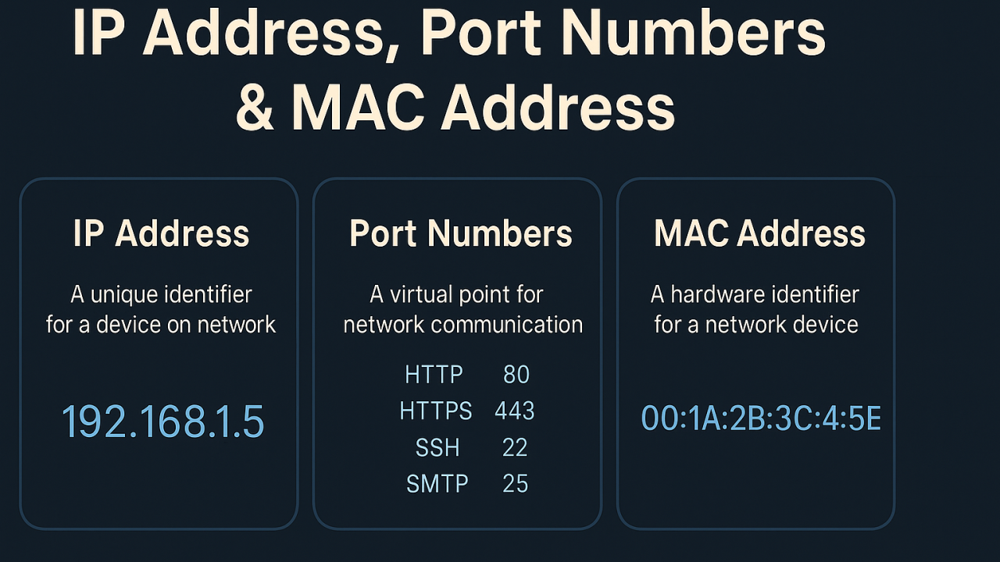 IP Address, Port Numbers
& MAC Address
IP Address
A unique identifier
for a device on network
192.168.1.5
Port Numbers
A virtual point for
network communication
HTTP 80
HTTPS 443
SSH 22
SMTP 25
MAC Address
A hardware identifier
for a network device
00:1A:2B:3C:4:5E